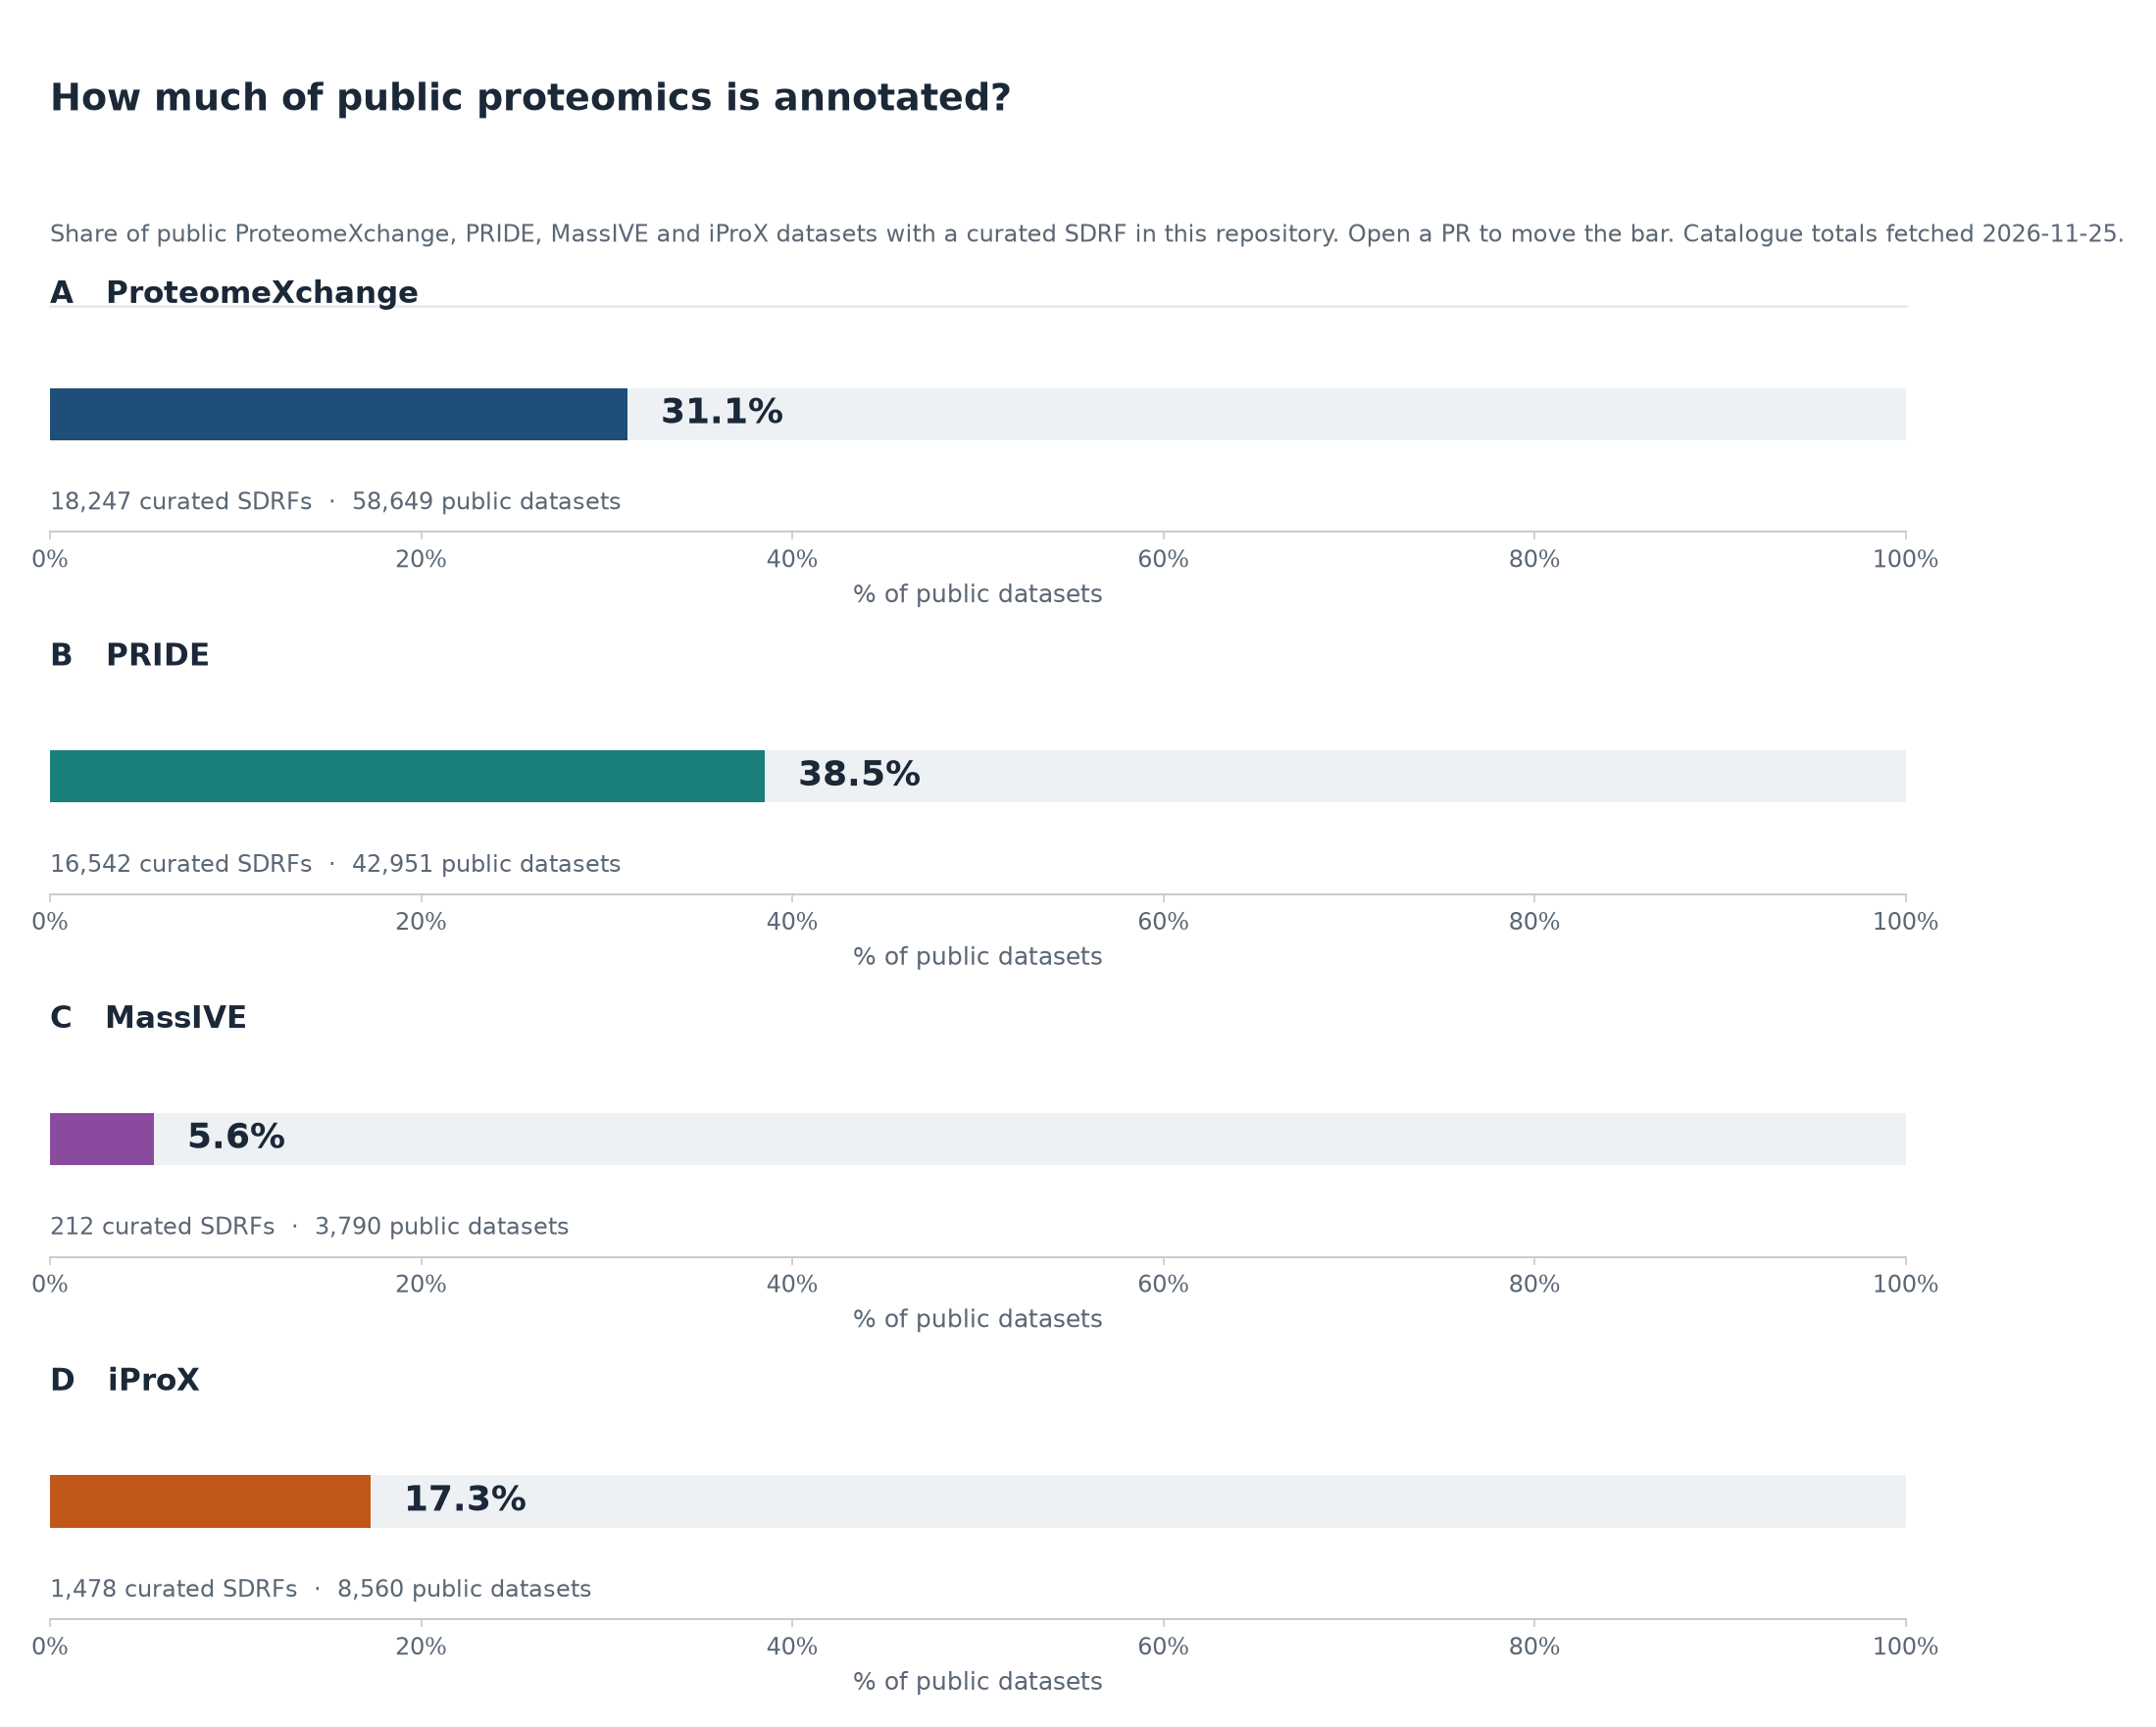 How much of public proteomics is annotated?
Share of public ProteomeXchange, PRIDE, MassIVE and iProX datasets with a curated SDRF in this repository. Open a PR to move the bar. Catalogue totals fetched 2026-11-25.
A ProteomeXchange
31.1%
18,247 curated SDRFs · 58,649 public datasets
0% 20% 40% 60% 80% 100%
% of public datasets
B PRIDE
38.5%
16,542 curated SDRFs · 42,951 public datasets
0% 20% 40% 60% 80% 100%
% of public datasets
C MassIVE
5.6%
212 curated SDRFs · 3,790 public datasets
0% 20% 40% 60% 80% 100%
% of public datasets
D iProX
17.3%
1,478 curated SDRFs · 8,560 public datasets
0% 20% 40% 60% 80% 100%
% of public datasets